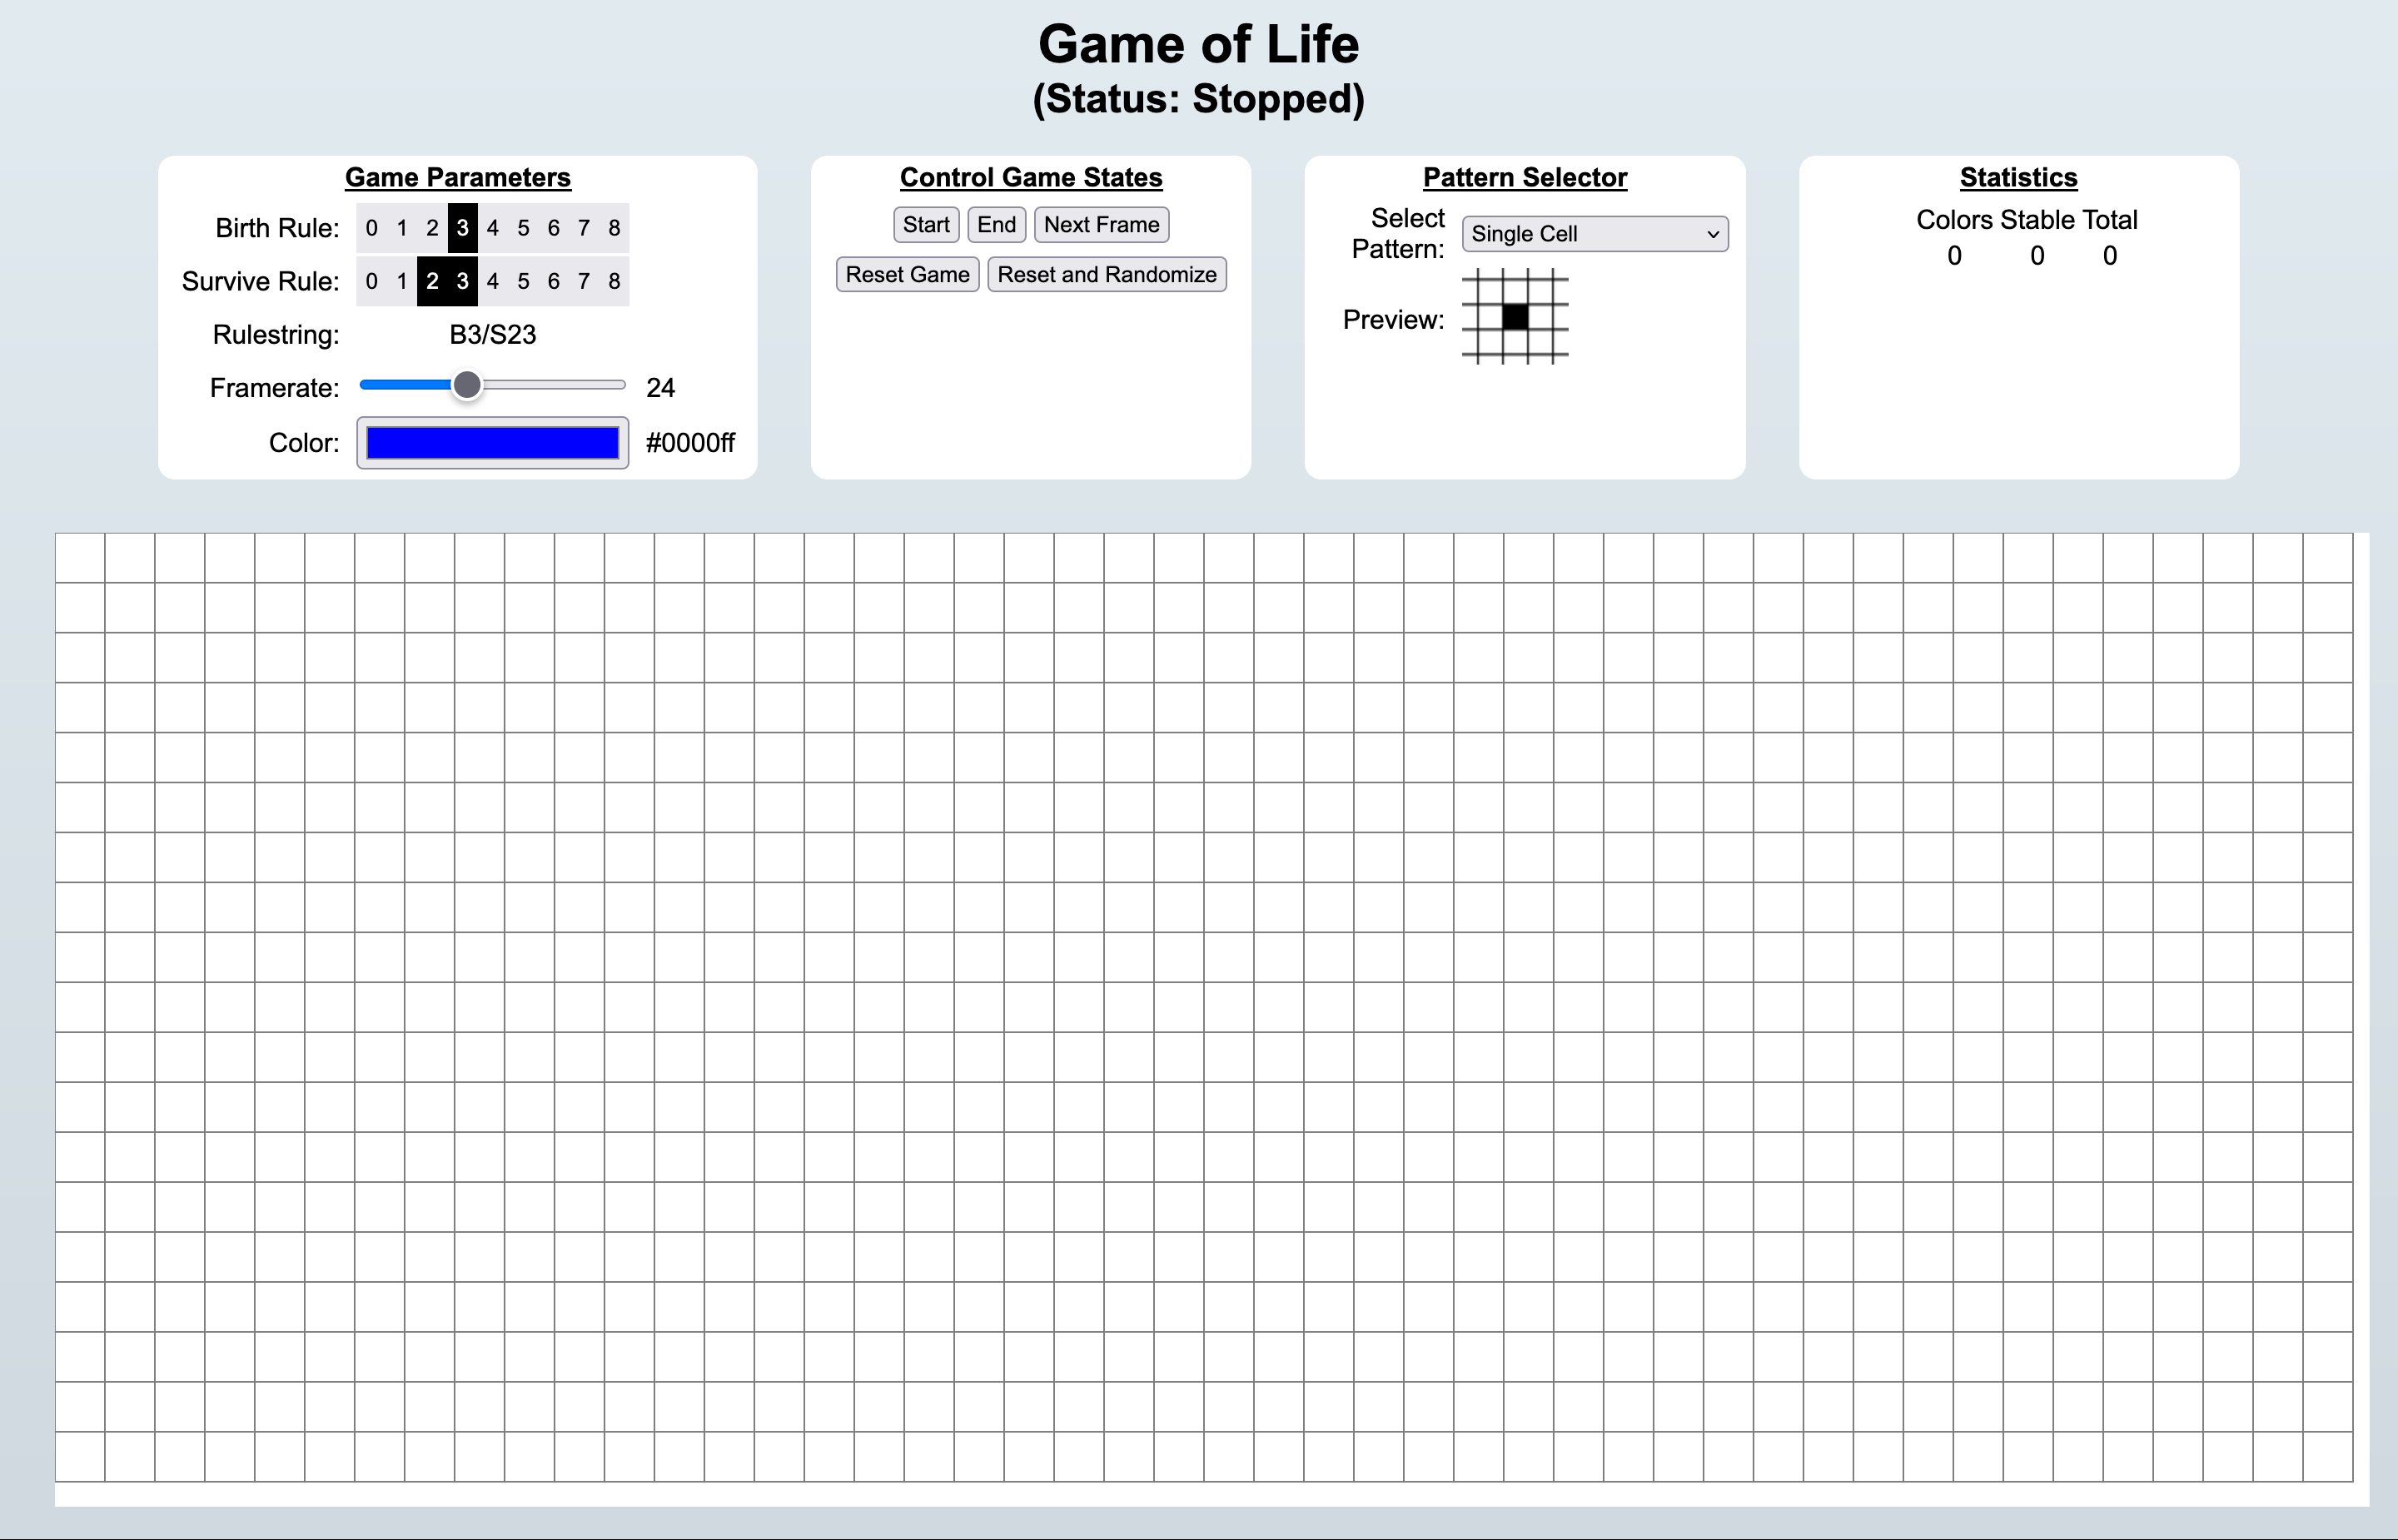 Game of Life
(Status: Stopped)
Game Parameters
Birth Rule: 0 1 2 3 4 5 6 7 8
Survive Rule: 0 1 2 3 4 5 6 7 8
Rulestring: B3/S23
Framerate: 24
Color: #0000ff
Control Game States
Start End Next Frame
Reset Game Reset and Randomize
Pattern Selector
Select
Pattern: Single Cell
Preview:
Statistics
Colors Stable Total
0 0 0